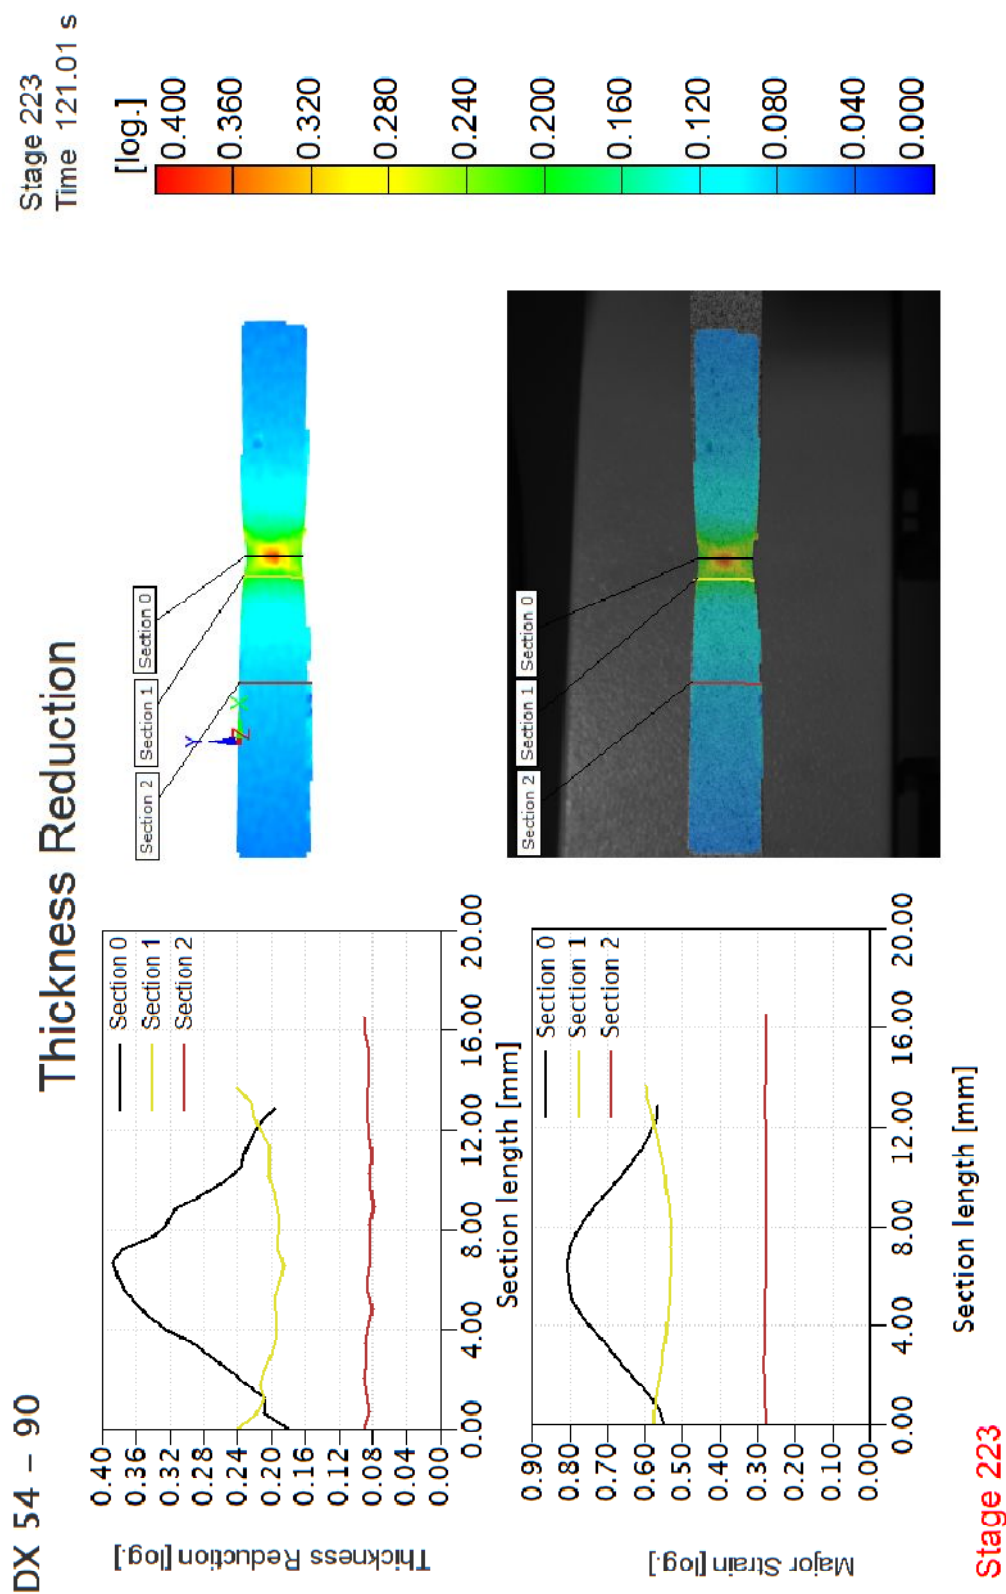 DX 54 – 90
Thickness Reduction
Stage 223
Time 121.01 s
Thickness Reduction [log.]
0.40
0.36
0.32
0.28
0.24
0.20
0.16
0.12
0.08
0.04
0.00
Section 0
Section 1
Section 2
0.00 4.00 8.00 12.00 16.00 20.00
Section length [mm]
Section 2 Section 1 Section 0
Y
Z X
[log.]
0.400
0.360
0.320
0.280
0.240
0.200
0.160
0.120
0.080
0.040
0.000
Major Strain [log.]
0.90
0.80
0.70
0.60
0.50
0.40
0.30
0.20
0.10
0.00
Section 0
Section 1
Section 2
0.00 4.00 8.00 12.00 16.00 20.00
Section length [mm]
Section 2 Section 1 Section 0
Stage 223